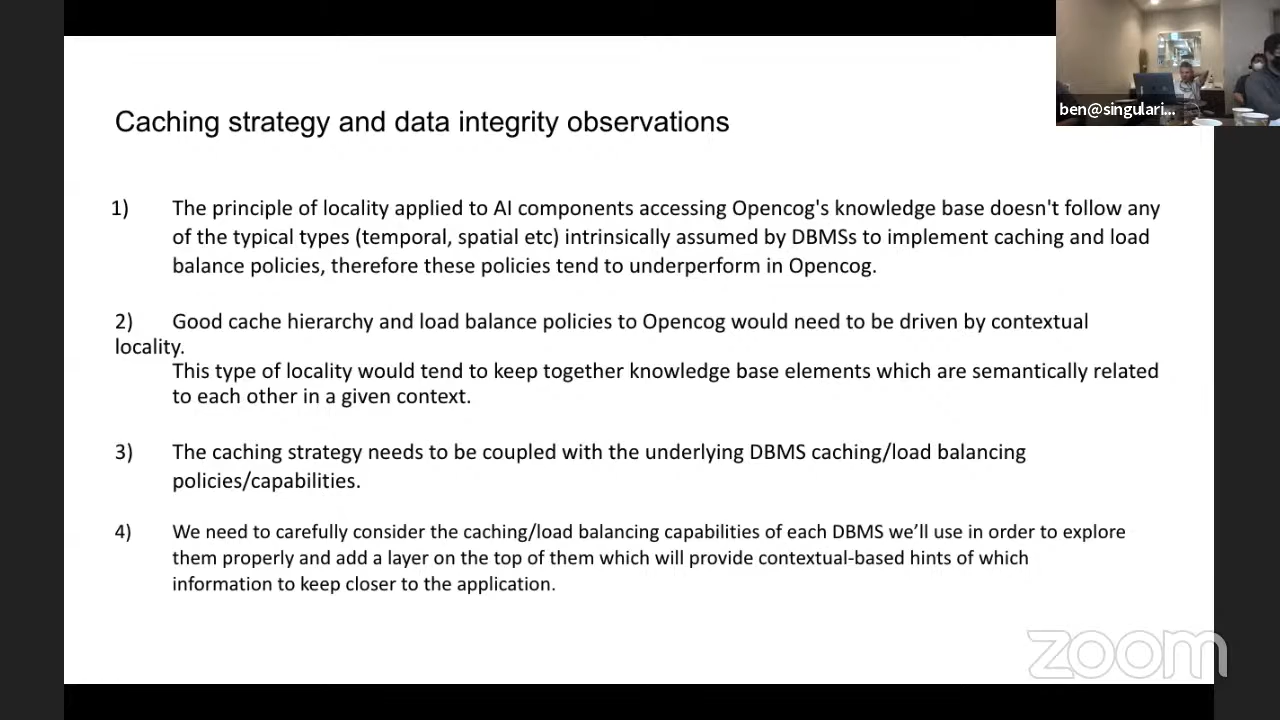 Caching strategy and data integrity observations
ben@singulari...
1) The principle of locality applied to AI components accessing Opencog's knowledge base doesn't follow any
of the typical types (temporal, spatial etc) intrinsically assumed by DBMSs to implement caching and load
balance policies, therefore these policies tend to underperform in Opencog.
2) Good cache hierarchy and load balance policies to Opencog would need to be driven by contextual
locality.
This type of locality would tend to keep together knowledge base elements which are semantically related
to each other in a given context.
3) The caching strategy needs to be coupled with the underlying DBMS caching/load balancing
policies/capabilities.
4) We need to carefully consider the caching/load balancing capabilities of each DBMS we’ll use in order to explore
them properly and add a layer on the top of them which will provide contextual-based hints of which
information to keep closer to the application.
zoom